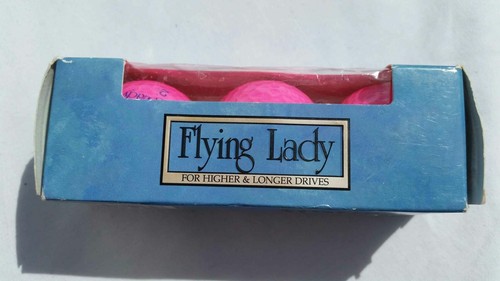 Flying Lady
FOR HIGHER & LONGER DRIVES